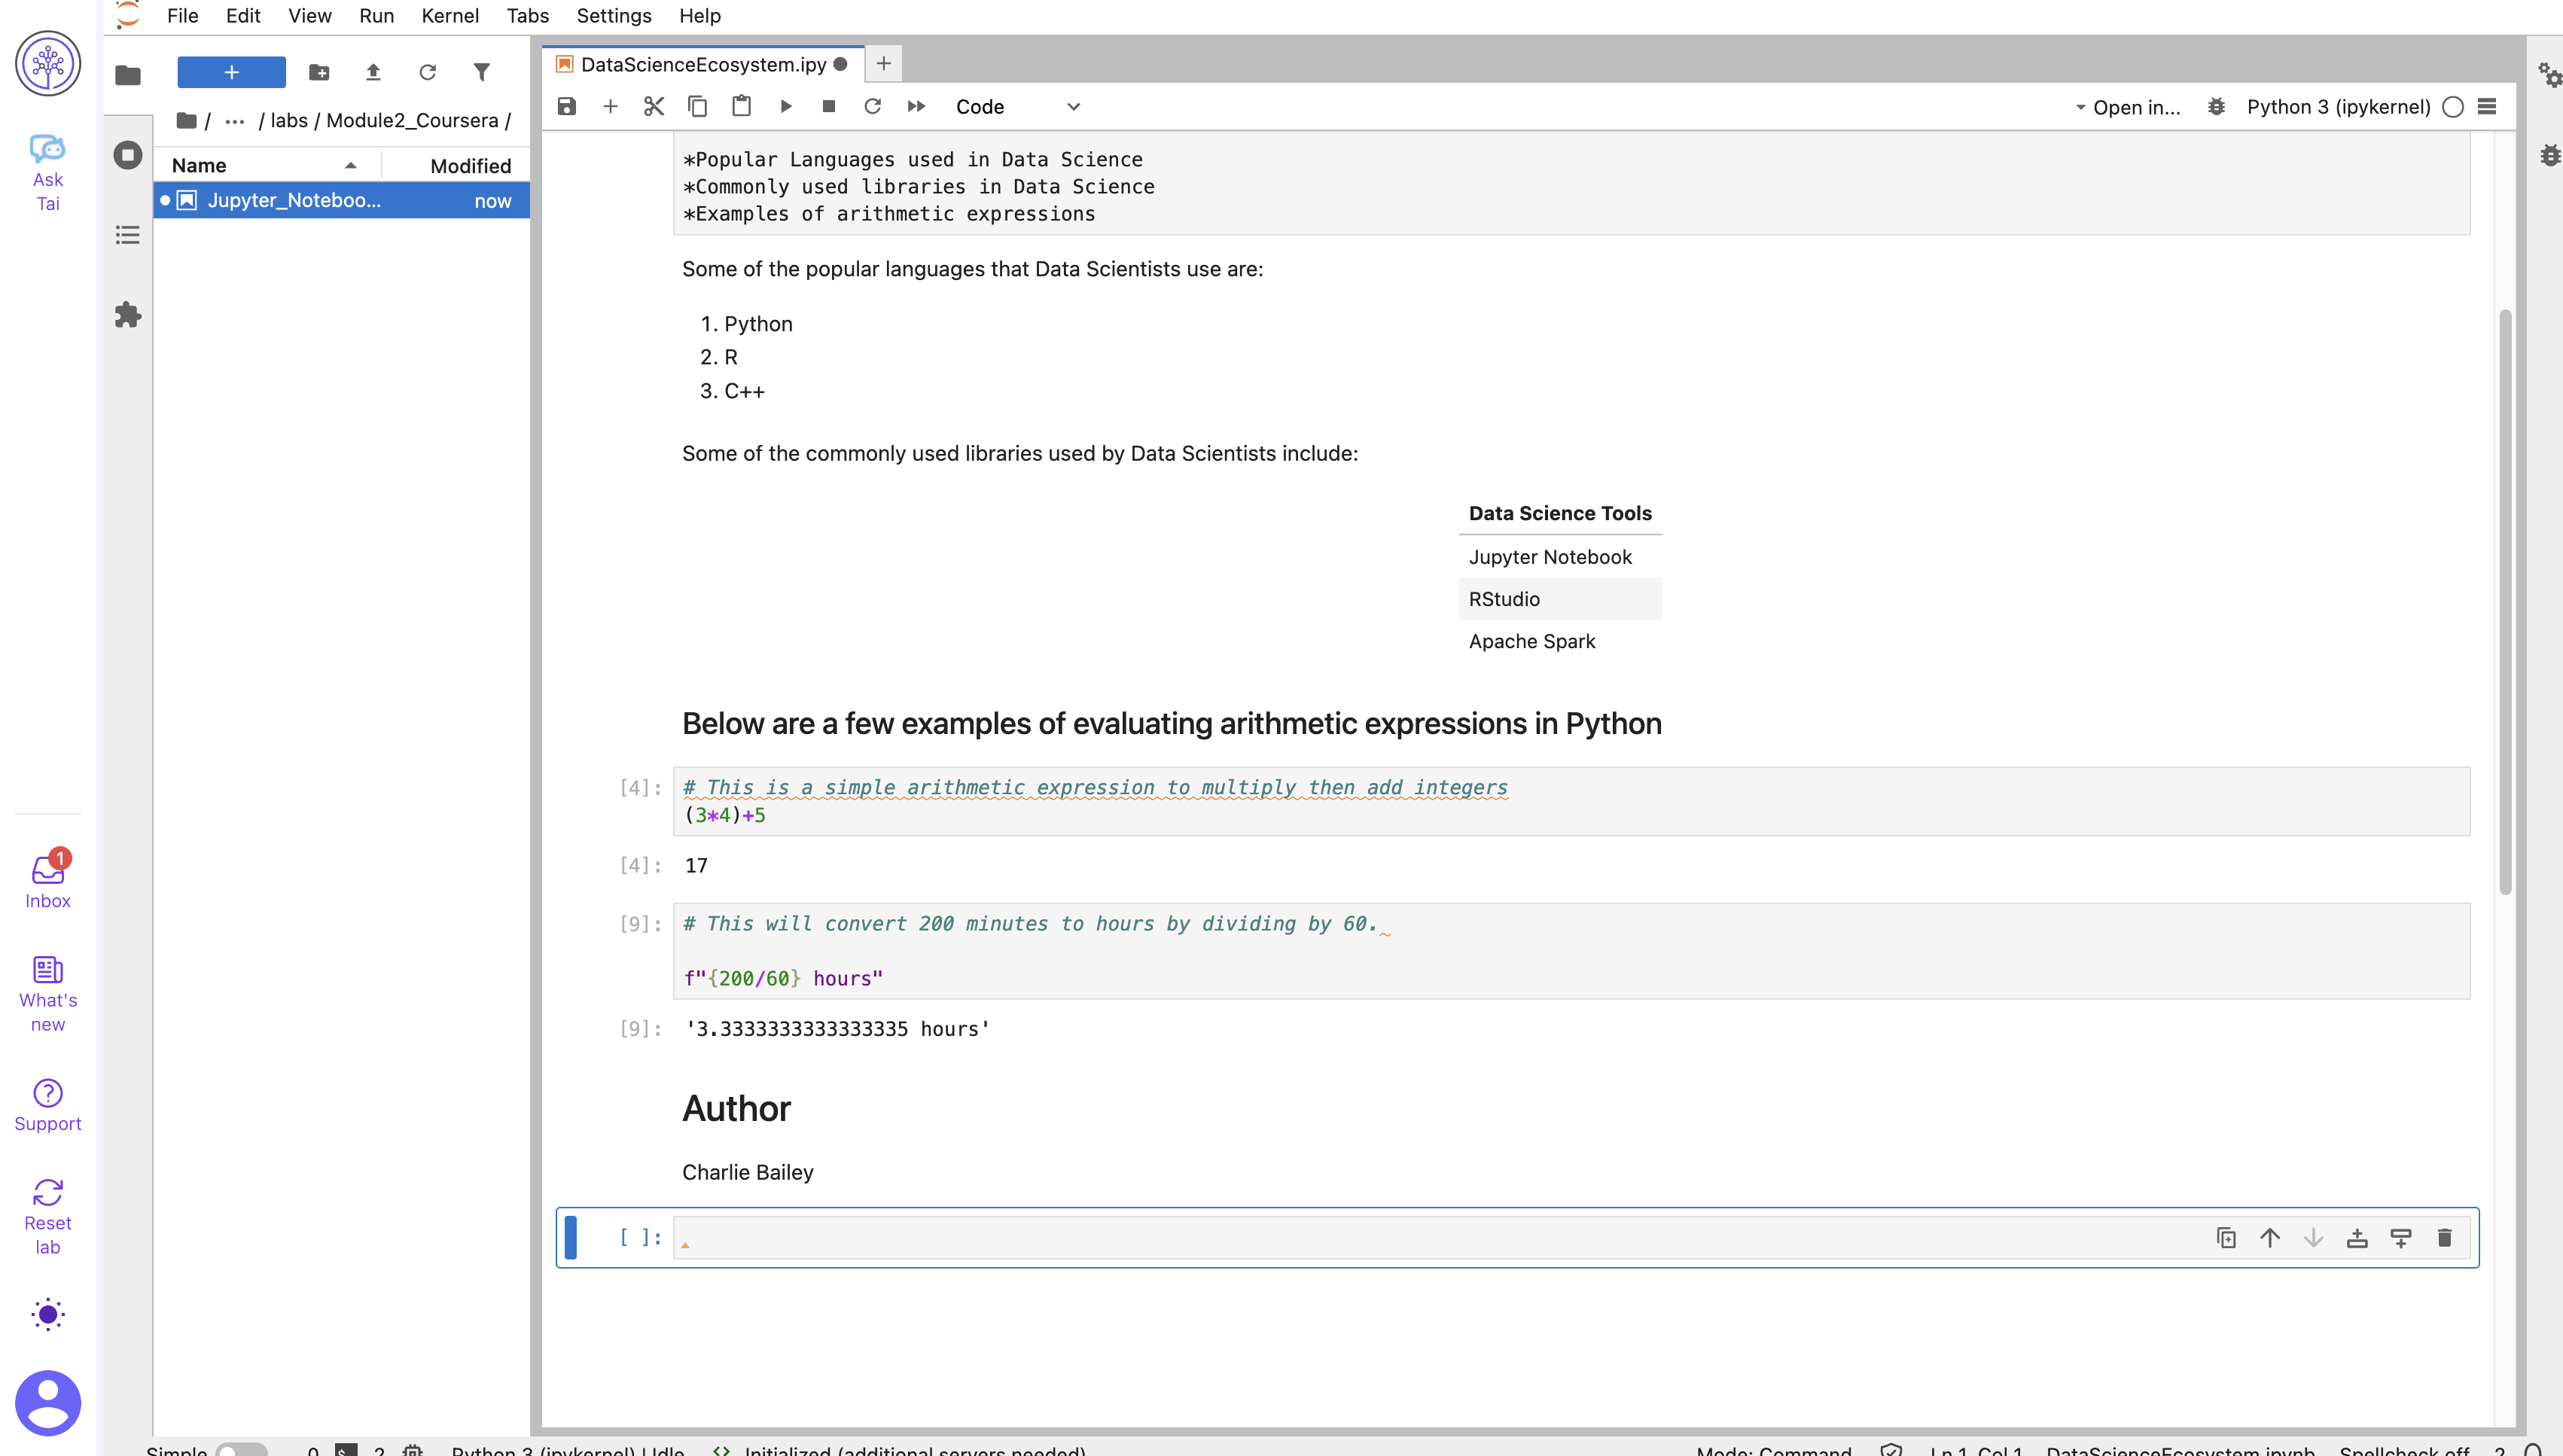 File Edit View Run Kernel Tabs Settings Help
Ask
Tai
Inbox
1
What's
new
Support
Reset
lab
/ ... / labs / Module2_Coursera /
Name Modified
Jupyter_Noteboo... now
DataScienceEcosystem.ipy
Code
Open in...
Python 3 (ipykernel)
*Popular Languages used in Data Science
*Commonly used libraries in Data Science
*Examples of arithmetic expressions
Some of the popular languages that Data Scientists use are:
1. Python
2. R
3. C++
Some of the commonly used libraries used by Data Scientists include:
Data Science Tools
Jupyter Notebook
RStudio
Apache Spark
Below are a few examples of evaluating arithmetic expressions in Python
[4]: # This is a simple arithmetic expression to multiply then add integers
(3*4)+5
[4]: 17
[9]: # This will convert 200 minutes to hours by dividing by 60.
f"{200/60} hours"
[9]: '3.3333333333333335 hours'
Author
Charlie Bailey
[ ]:
Simple 0 $_ 2 Python 3 (ipykernel) | Idle Initialized (additional servers needed) Mode: Command Ln 1, Col 1 DataScienceEcosystem.ipynb Spellcheck off 2